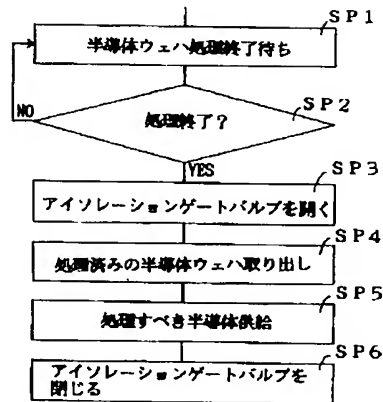 SP1
半導体ウェハ処理終了待ち
SP2
処理終了?
NO
YES
SP3
アイソレーションゲートバルブを開く
SP4
処理済みの半導体ウェハ取り出し
SP5
処理すべき半導体供給
SP6
アイソレーションゲートバルブを
閉じる